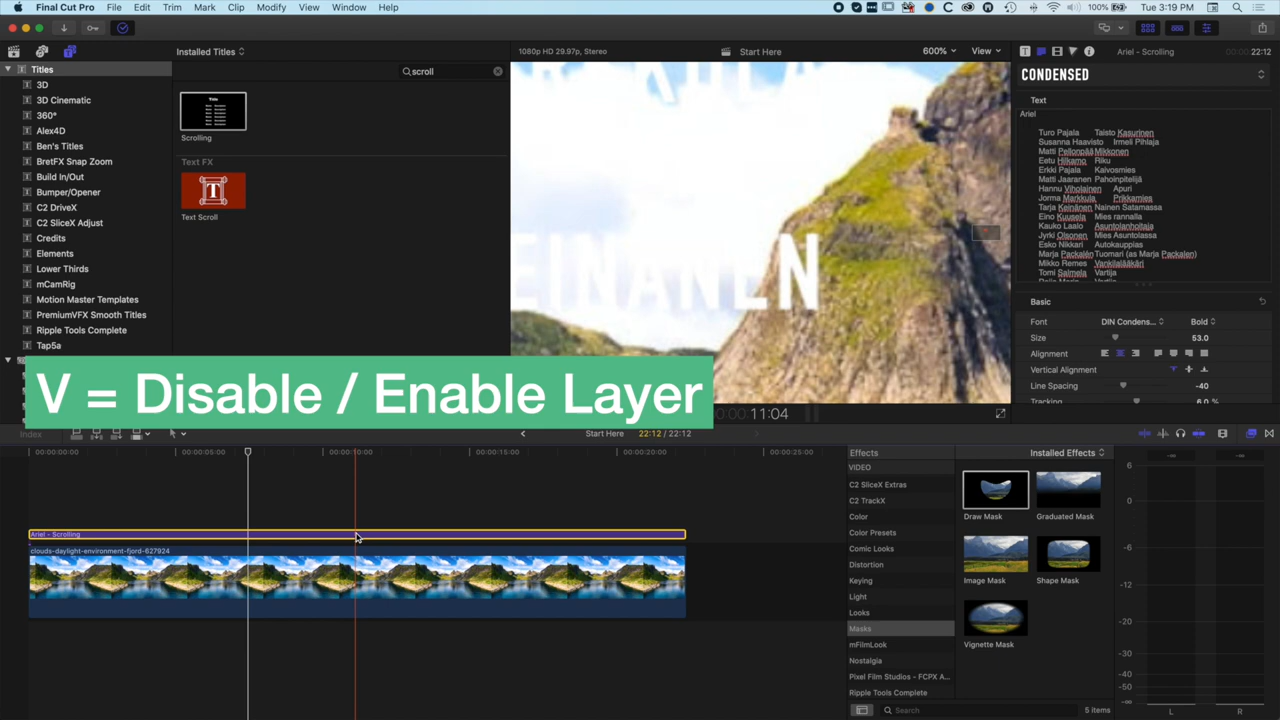 Final Cut Pro File Edit Trim Mark Clip Modify View Window Help 100% Tue 3:19 PM
Installed Titles
1080p HD 29.97p, Stereo
Start Here
600%
View
Ariel - Scrolling
22:12
Titles
3D
3D Cinematic
360°
Alex4D
Ben's Titles
BretFX Snap Zoom
Build In/Out
Bumper/Opener
C2 DriveX
C2 SliceX Adjust
Credits
Elements
Lower Thirds
mCamRig
Motion Master Templates
PremiumVFX Smooth Titles
Ripple Tools Complete
Tap5a
scroll
Scrolling
Text FX
Text Scroll
EINÄNEN
CONDENSED
Text
Ariel
Turo Pajala Taisto Kasurinen
Susanna Haavisto Irmeli Pihlaja
Matti Pellonpää Mikkonen
Eetu Hilkamo Riku
Erkki Pajala Kaivosmies
Matti Jaaranen Pahoinpitelijä
Hannu Viholainen Apuri
Jorma Markkula Prikkamies
Tarja Keinänen Nainen Satamassa
Eino Kuusela Mies rannalla
Kauko Laalo Asuntolanhoitaja
Jyrki Olsonen Mies Asuntolassa
Esko Nikkari Autokauppias
Marja Packalén Tuomari (as Marja Packalen)
Mikko Remes Vankilalääkäri
Tomi Salmela Vartija
Basic
Font DIN Condens... Bold
Size 53.0
Alignment
Vertical Alignment
Line Spacing -40
Tracking 6.0 %
V = Disable / Enable Layer
11:04
Index
Start Here 22:12 / 22:12
00:00:00:00 00:00:05:00 00:00:10:00 00:00:15:00 00:00:20:00 00:00:25:00
Ariel - Scrolling
clouds-daylight-environment-fjord-627924
Effects
Installed Effects
VIDEO
C2 SliceX Extras
C2 TrackX
Color
Color Presets
Comic Looks
Distortion
Keying
Light
Looks
Masks
mFilmLook
Nostalgia
Pixel Film Studios - FCPX A...
Ripple Tools Complete
Draw Mask
Graduated Mask
Image Mask
Shape Mask
Vignette Mask
Search
5 items
6
0
-6
-12
-20
-30
-40
-50
-∞
L R